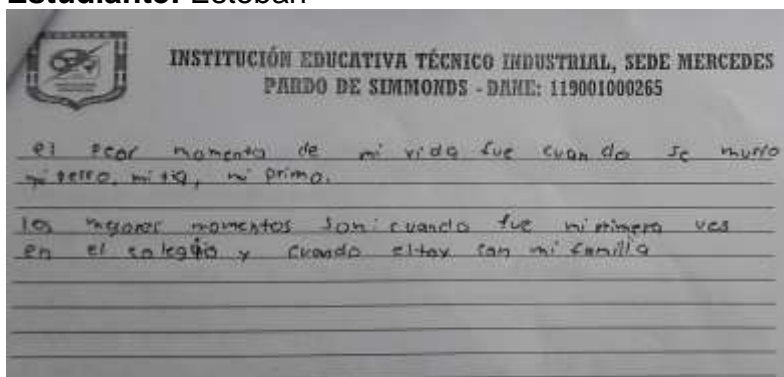 Estudiante: Esteban
INSTITUCIÓN EDUCATIVA TÉCNICO INDUSTRIAL, SEDE MERCEDES
PARDO DE SIMMONDS - DANE: 119001000265
el peor momento de mi vida fue cuando se murio
mi perro, mi tia, mi primo.
los mejores momentos son: cuando fue mi primera ves
en el colegio y cuando estoy con mi familia